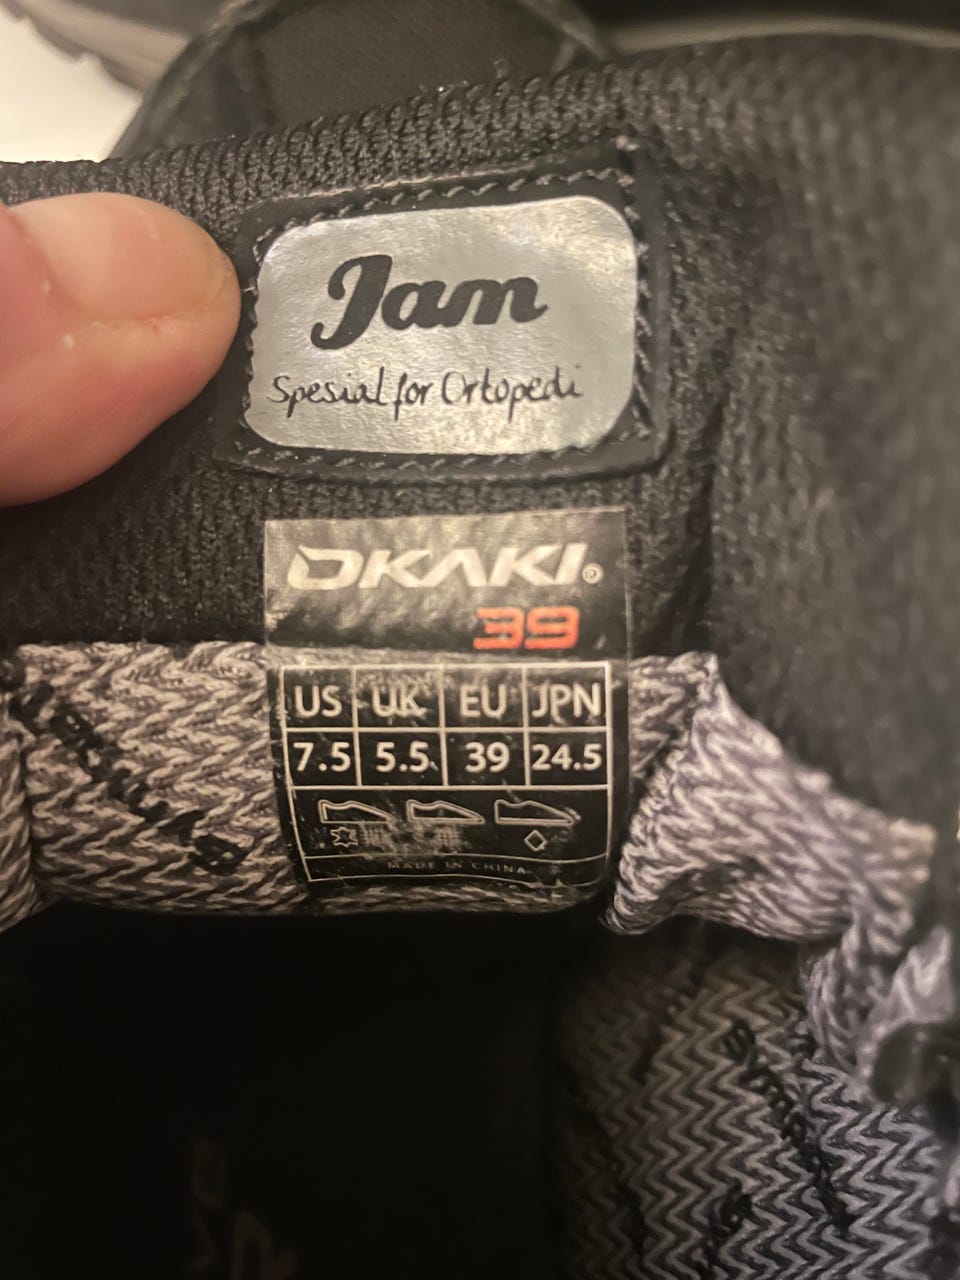 Jam
Spesial for Ortopedi
OKAKI®
39
US UK EU JPN
7.5 5.5 39 24.5
MADE IN CHINA